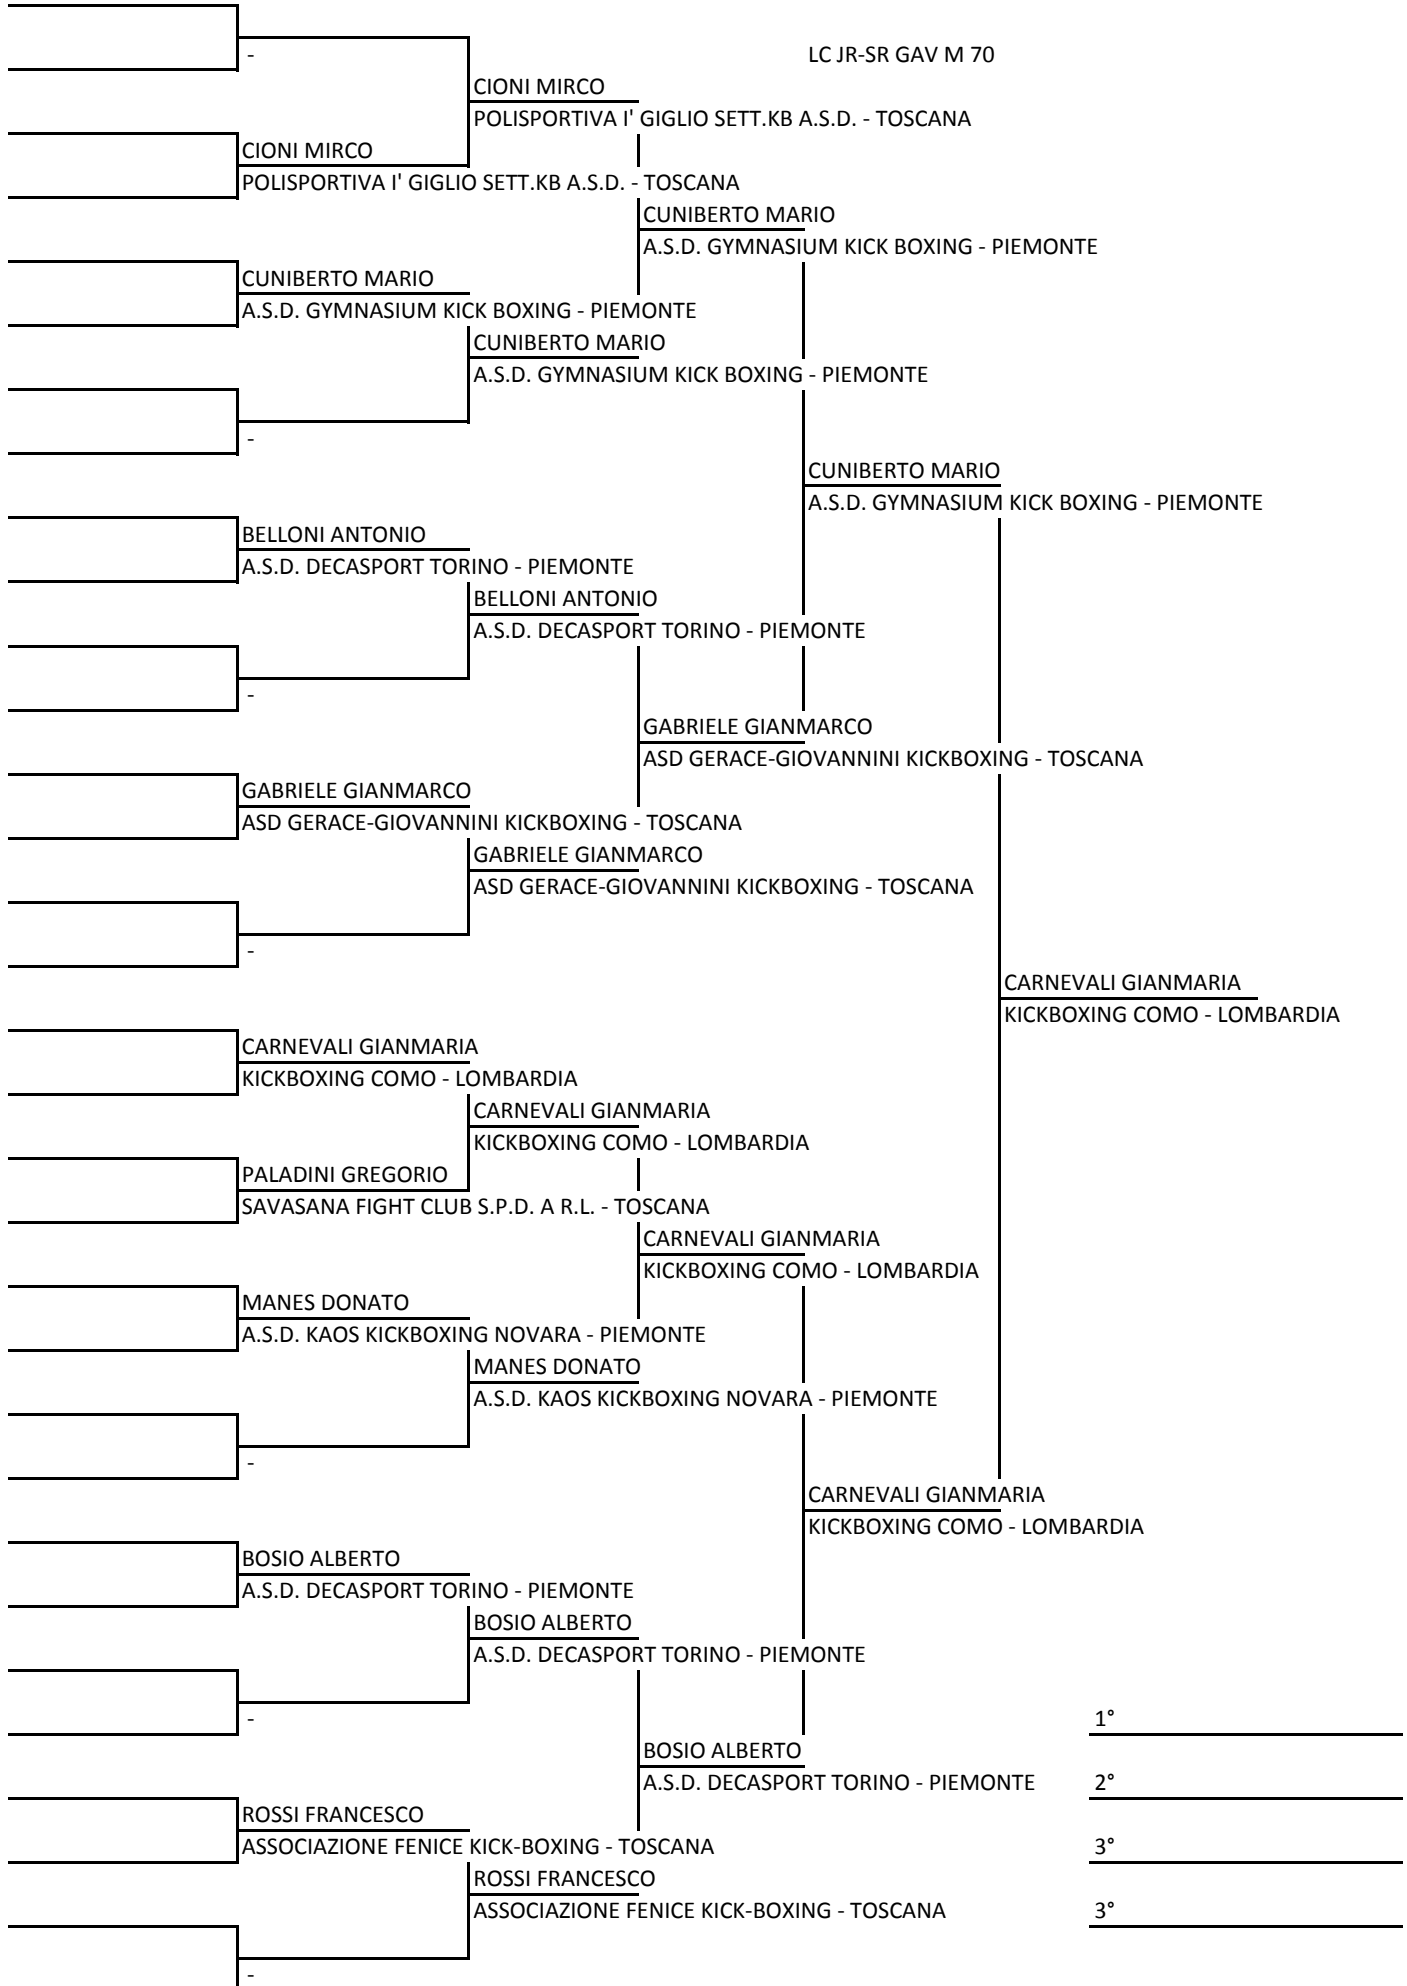 -
LC JR-SR GAV M 70
CIONI MIRCO
POLISPORTIVA I' GIGLIO SETT.KB A.S.D. - TOSCANA
CIONI MIRCO
POLISPORTIVA I' GIGLIO SETT.KB A.S.D. - TOSCANA
CUNIBERTO MARIO
A.S.D. GYMNASIUM KICK BOXING - PIEMONTE
CUNIBERTO MARIO
A.S.D. GYMNASIUM KICK BOXING - PIEMONTE
CUNIBERTO MARIO
A.S.D. GYMNASIUM KICK BOXING - PIEMONTE
-
CUNIBERTO MARIO
A.S.D. GYMNASIUM KICK BOXING - PIEMONTE
BELLONI ANTONIO
A.S.D. DECASPORT TORINO - PIEMONTE
BELLONI ANTONIO
A.S.D. DECASPORT TORINO - PIEMONTE
-
GABRIELE GIANMARCO
ASD GERACE-GIOVANNINI KICKBOXING - TOSCANA
GABRIELE GIANMARCO
ASD GERACE-GIOVANNINI KICKBOXING - TOSCANA
GABRIELE GIANMARCO
ASD GERACE-GIOVANNINI KICKBOXING - TOSCANA
-
CARNEVALI GIANMARIA
KICKBOXING COMO - LOMBARDIA
CARNEVALI GIANMARIA
KICKBOXING COMO - LOMBARDIA
CARNEVALI GIANMARIA
KICKBOXING COMO - LOMBARDIA
PALADINI GREGORIO
SAVASANA FIGHT CLUB S.P.D. A R.L. - TOSCANA
CARNEVALI GIANMARIA
KICKBOXING COMO - LOMBARDIA
MANES DONATO
A.S.D. KAOS KICKBOXING NOVARA - PIEMONTE
MANES DONATO
A.S.D. KAOS KICKBOXING NOVARA - PIEMONTE
-
CARNEVALI GIANMARIA
KICKBOXING COMO - LOMBARDIA
BOSIO ALBERTO
A.S.D. DECASPORT TORINO - PIEMONTE
BOSIO ALBERTO
A.S.D. DECASPORT TORINO - PIEMONTE
-
1°
BOSIO ALBERTO
A.S.D. DECASPORT TORINO - PIEMONTE
2°
ROSSI FRANCESCO
ASSOCIAZIONE FENICE KICK-BOXING - TOSCANA
3°
ROSSI FRANCESCO
ASSOCIAZIONE FENICE KICK-BOXING - TOSCANA
3°
-